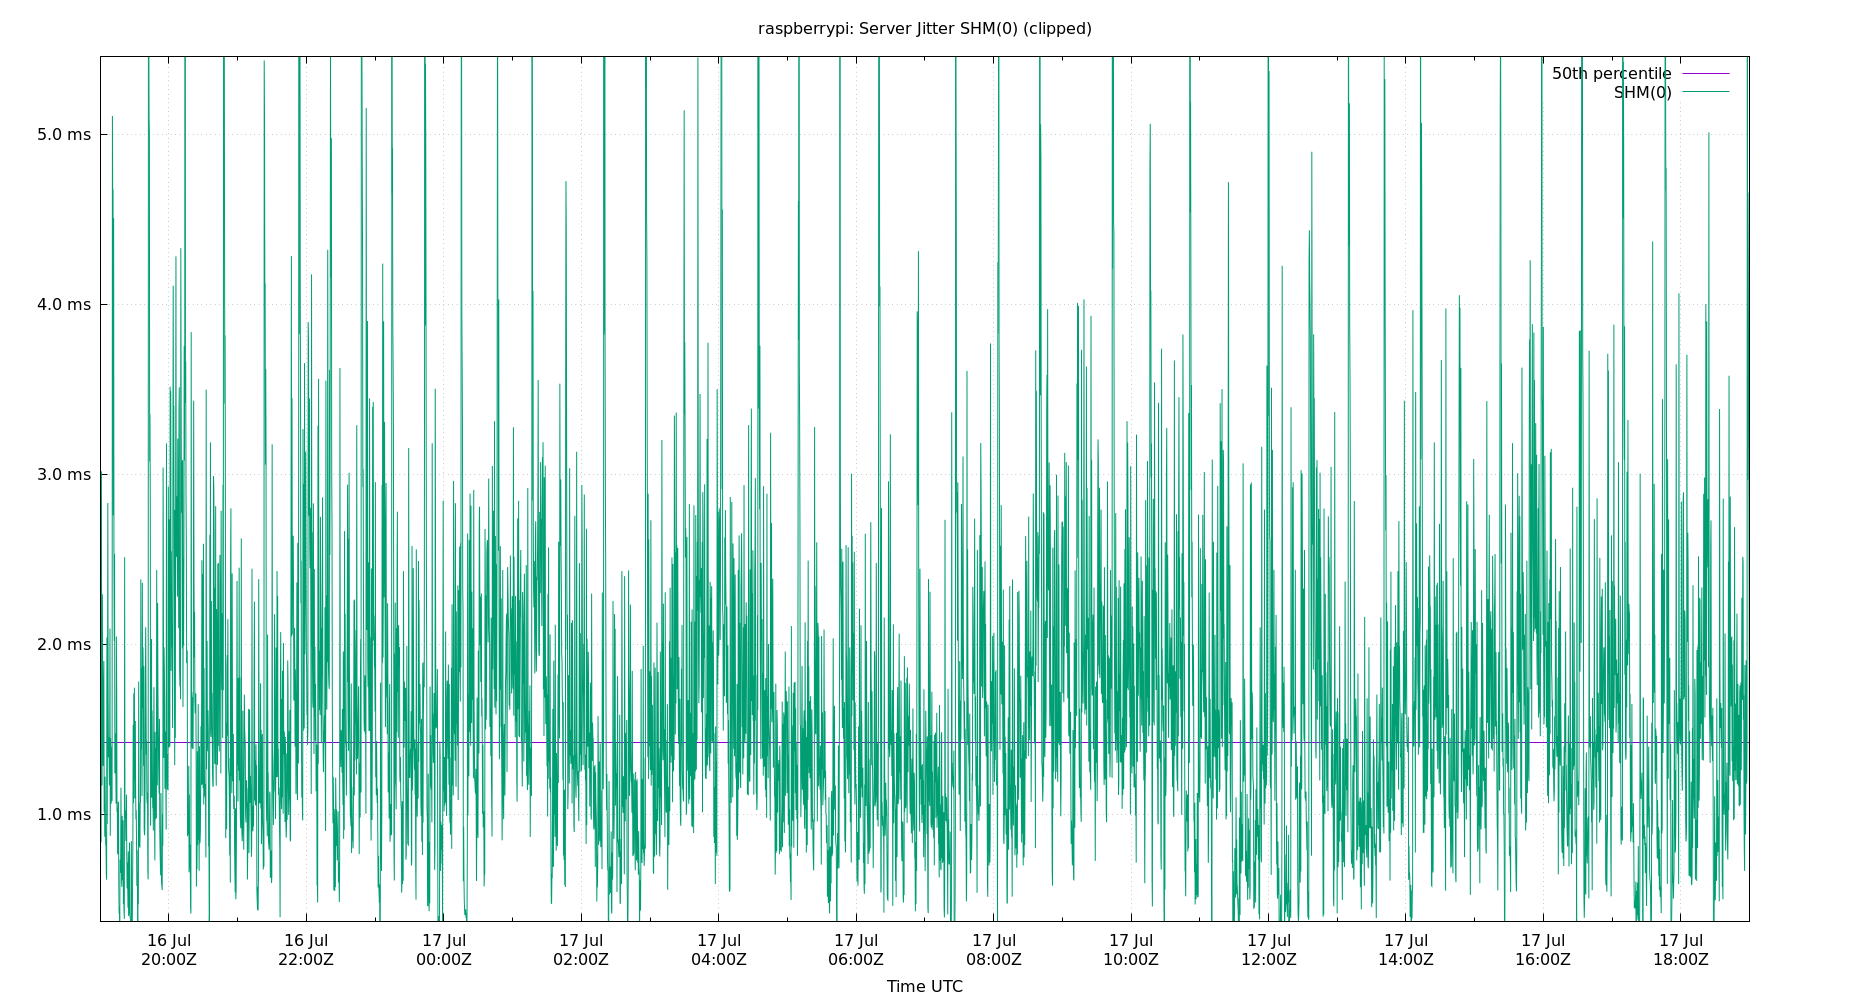 raspberrypi: Server Jitter SHM(0) (clipped)
50th percentile
SHM(0)
5.0 ms
4.0 ms
3.0 ms
2.0 ms
1.0 ms
16 Jul 16 Jul 17 Jul 17 Jul 17 Jul 17 Jul 17 Jul 17 Jul 17 Jul 17 Jul 17 Jul 17 Jul
20:00Z 22:00Z 00:00Z 02:00Z 04:00Z 06:00Z 08:00Z 10:00Z 12:00Z 14:00Z 16:00Z 18:00Z
Time UTC